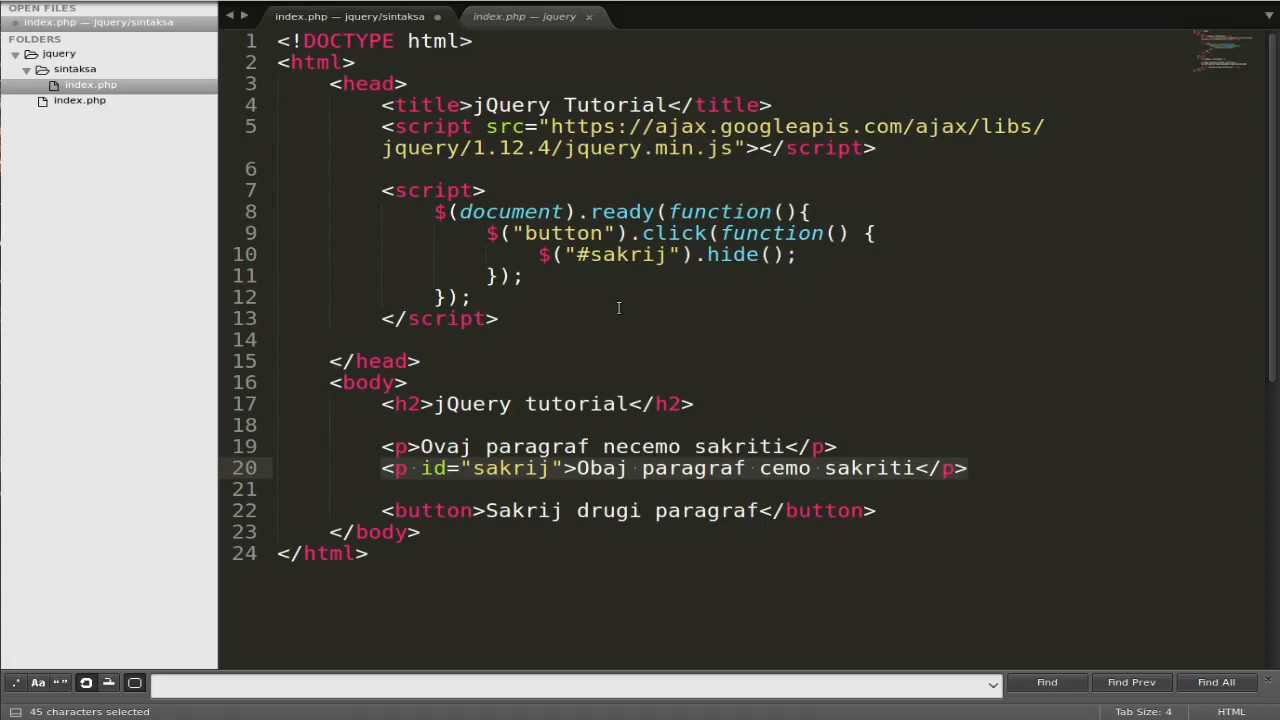 OPEN FILES
index.php — jquery/sintaksa
FOLDERS
jquery
sintaksa
index.php
index.php
index.php — jquery/sintaksa
index.php — jquery
1 <!DOCTYPE html>
2 <html>
3 <head>
4 <title>jQuery Tutorial</title>
5 <script src="https://ajax.googleapis.com/ajax/libs/
jquery/1.12.4/jquery.min.js"></script>
6
7 <script>
8 $(document).ready(function(){
9 $("button").click(function() {
10 $("#sakrij").hide();
11 });
12 });
13 </script>
14
15 </head>
16 <body>
17 <h2>jQuery tutorial</h2>
18
19 <p>Ovaj paragraf necemo sakriti</p>
20 <p id="sakrij">Obaj paragraf cemo sakriti</p>
21
22 <button>Sakrij drugi paragraf</button>
23 </body>
24 </html>
.* Aa “”
Find
Find Prev
Find All
45 characters selected
Tab Size: 4
HTML